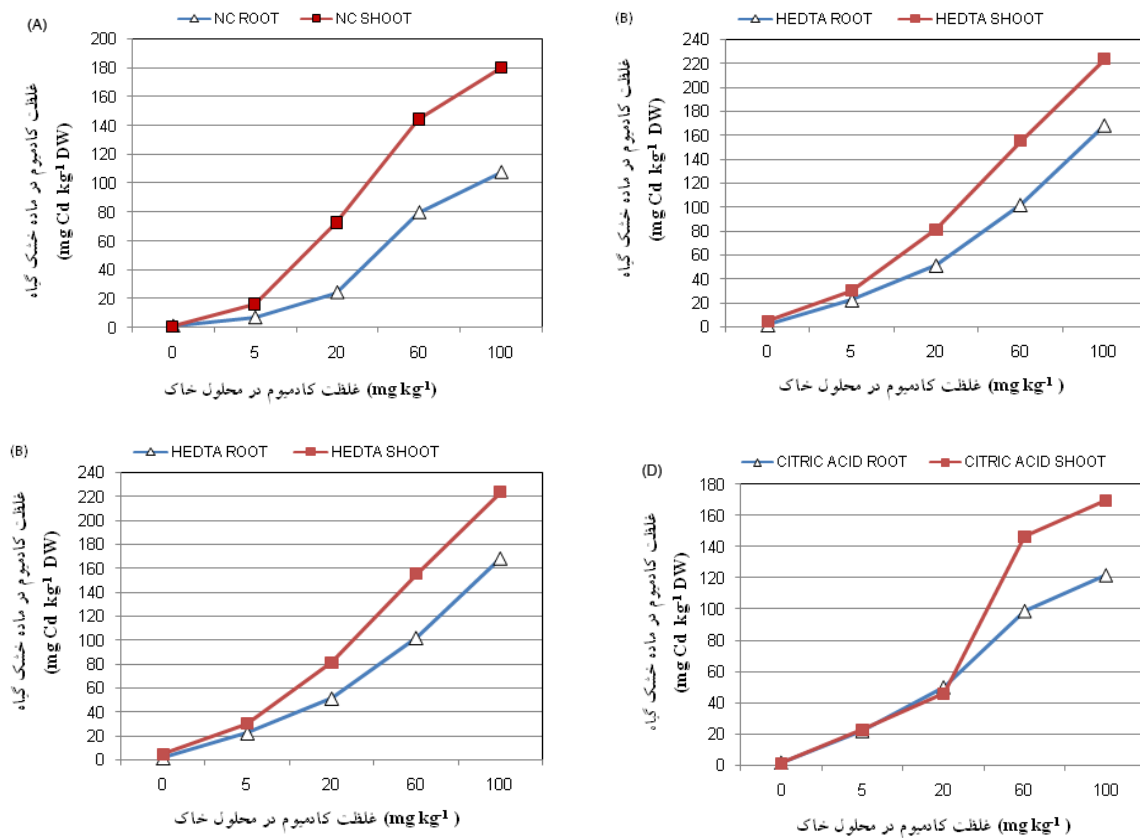 (A)
NC ROOT NC SHOOT
200
180
160
140
120
100
80
60
40
20
0
0 5 20 60 100
غلظت کادمیوم در ماده خشک گیاه
(mg Cd kg-1 DW)
غلظت کادمیوم در محلول خاک (mg kg-1)
(B)
HEDTA ROOT HEDTA SHOOT
240
220
200
180
160
140
120
100
80
60
40
20
0
0 5 20 60 100
غلظت کادمیوم در ماده خشک گیاه
(mg Cd kg-1 DW)
غلظت کادمیوم در محلول خاک (mg kg-1 )
(B)
HEDTA ROOT HEDTA SHOOT
240
220
200
180
160
140
120
100
80
60
40
20
0
0 5 20 60 100
غلظت کادمیوم در ماده خشک گیاه
(mg Cd kg-1 DW)
غلظت کادمیوم در محلول خاک (mg kg-1 )
(D)
CITRIC ACID ROOT CITRIC ACID SHOOT
180
160
140
120
100
80
60
40
20
0
0 5 20 60 100
غلظت کادمیوم در ماده خشک گیاه
(mg Cd kg-1 DW)
غلظت کادمیوم در محلول خاک (mg kg-1 )